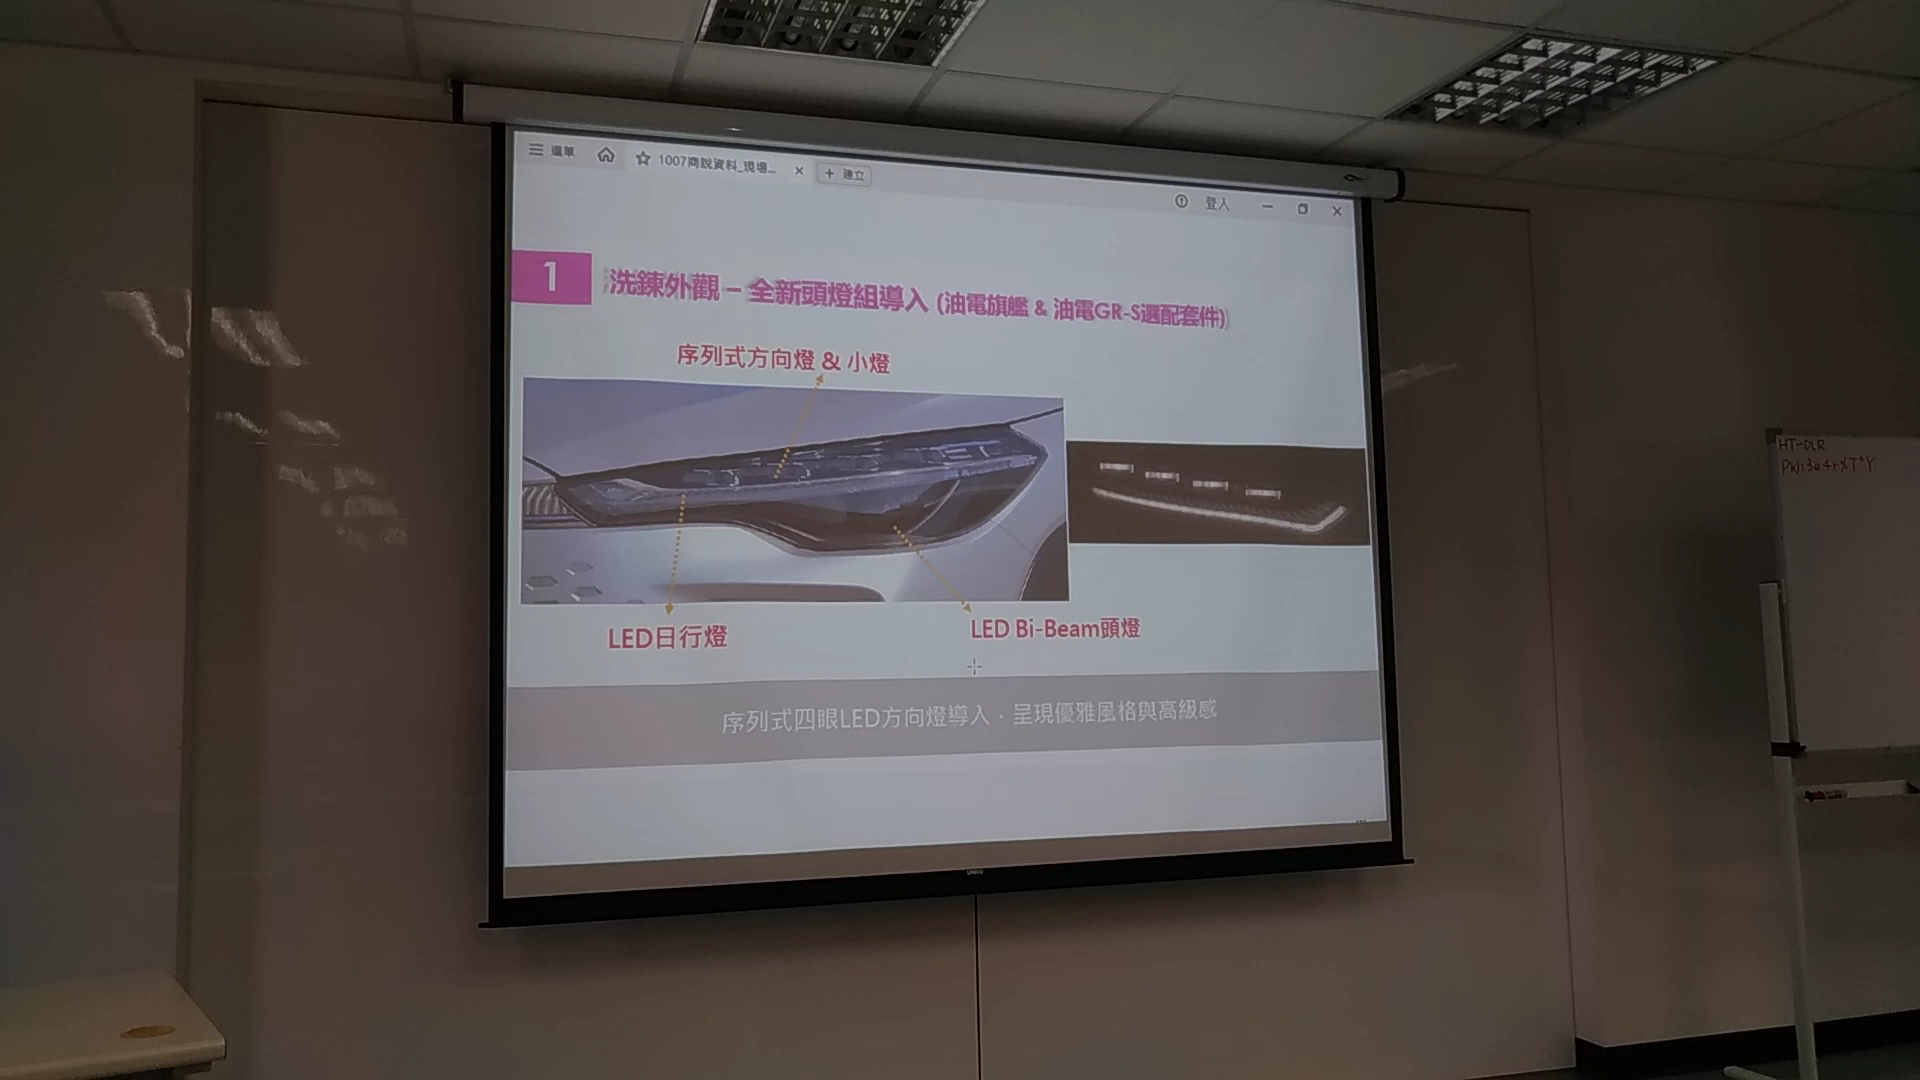 選單
1007商說資料_現場...
建立
登入
1
洗鍊外觀 – 全新頭燈組導入 (油電旗艦 & 油電GR-S選配套件)
序列式方向燈 & 小燈
LED日行燈
LED Bi-Beam頭燈
序列式四眼LED方向燈導入，呈現優雅風格與高級感
HT-DLR